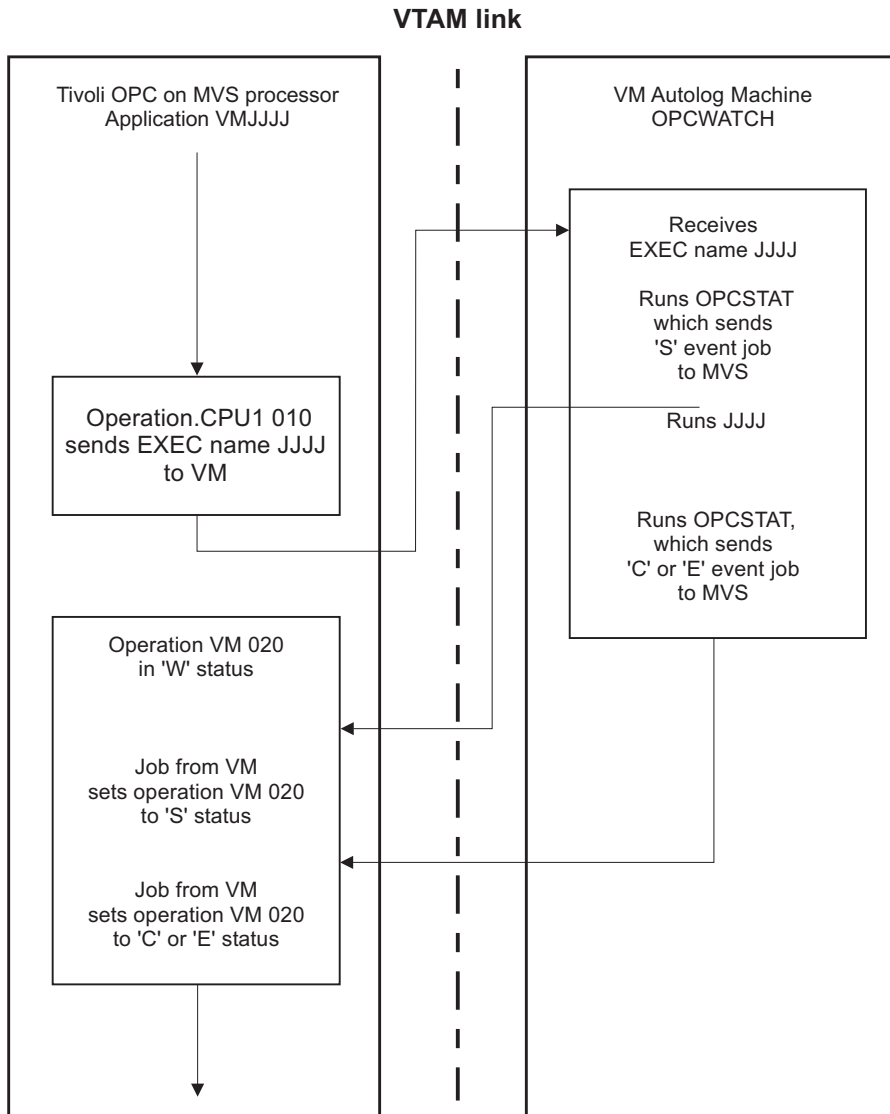 VTAM link
Tivoli OPC on MVS processor
Application VMJJJJ
Operation.CPU1 010
sends EXEC name JJJJ
to VM
Operation VM 020
in 'W' status
Job from VM
sets operation VM 020
to 'S' status
Job from VM
sets operation VM 020
to 'C' or 'E' status
VM Autolog Machine
OPCWATCH
Receives
EXEC name JJJJ
Runs OPCSTAT
which sends
'S' event job
to MVS
Runs JJJJ
Runs OPCSTAT,
which sends
'C' or 'E' event job
to MVS